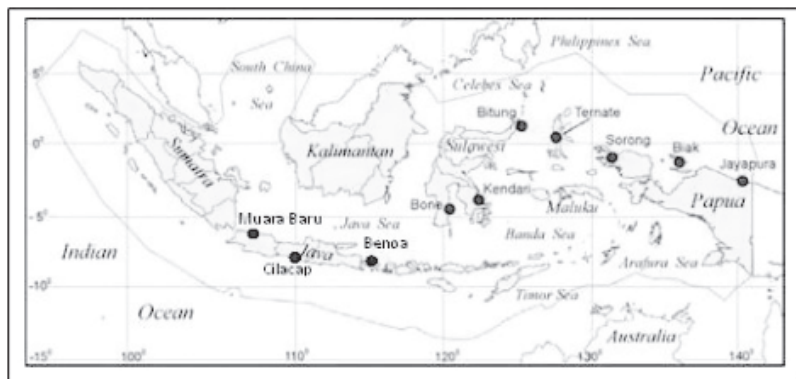 Philippines Sea
Pacific
Ocean
South China
Sea
Celebes Sea
5°
0°
-5°
-10°
-15°
Bitung
Ternate
Sulawest
Sorong
Biak
Jayapura
Sumatra
Kalimantan
Kendari
Bone
Maluku
Papua
Muara Baru
Java Sea
Benoa
Banda Sea
Indian
Java
Cilacap
Arafura Sea
Timor Sea
Ocean
Australia
100°
110°
120°
130°
140°